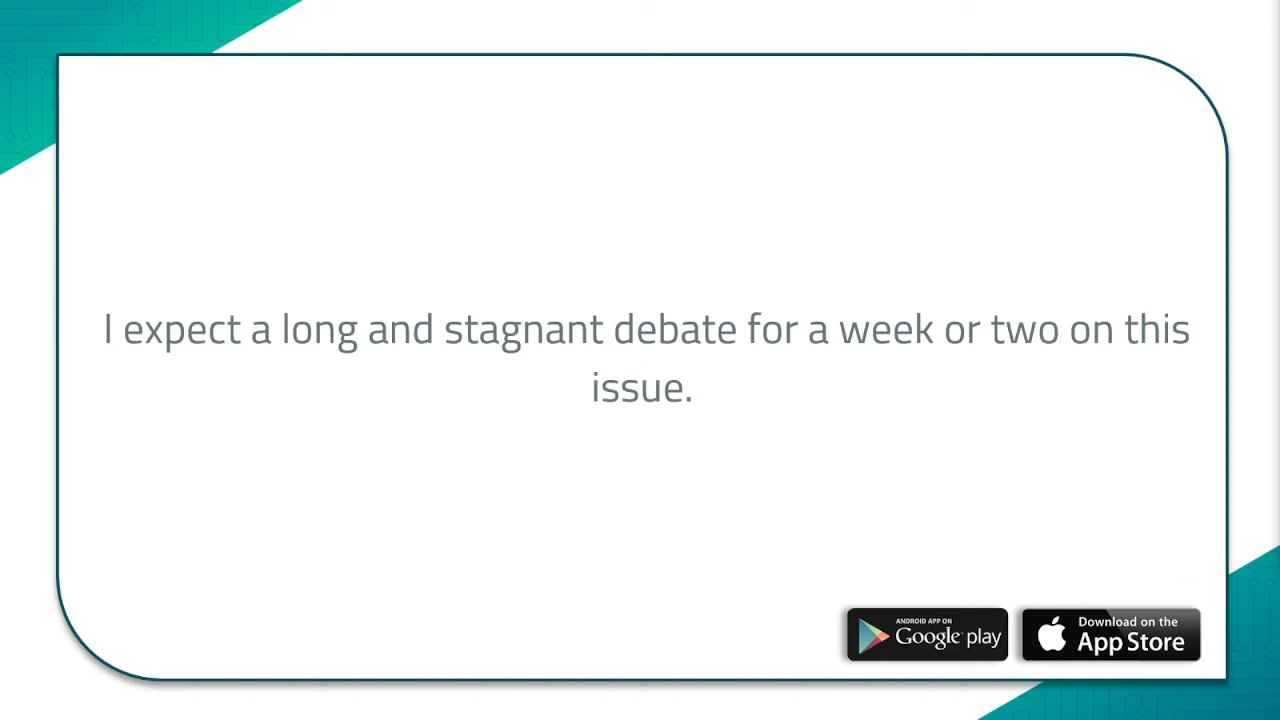 I expect a long and stagnant debate for a week or two on this
issue.
ANDROID APP ON
Google play
Download on the
App Store